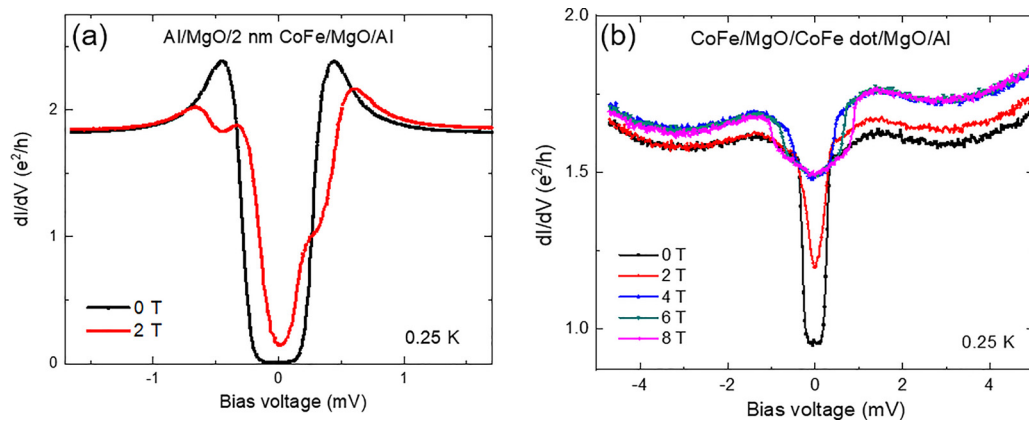 (a)
Al/MgO/2 nm CoFe/MgO/Al
dI/dV (e²/h)
2
1
0
0 T
2 T
0.25 K
-1
0
1
Bias voltage (mV)
(b)
CoFe/MgO/CoFe dot/MgO/Al
dI/dV (e²/h)
2.0
1.5
1.0
0 T
2 T
4 T
6 T
8 T
0.25 K
-4
-2
0
2
4
Bias voltage (mV)